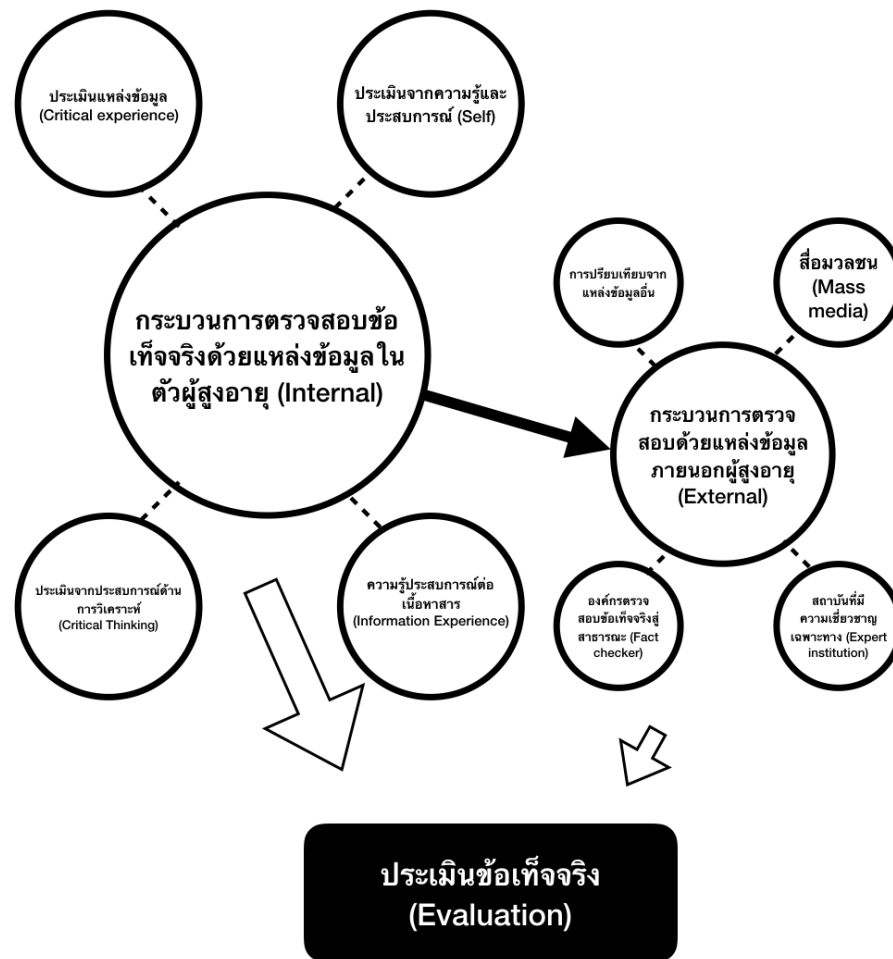 ประเมินแหล่งข้อมูล
(Critical experience)
ประเมินจากความรู้และ
ประสบการณ์ (Self)
กระบวนการตรวจสอบข้อ
เท็จจริงด้วยแหล่งข้อมูลใน
ตัวผู้สูงอายุ (Internal)
การปรียบเทียบจาก
แหล่งข้อมูลอื่น
สื่อมวลชน
(Mass
media)
กระบวนการตรวจ
สอบด้วยแหล่งข้อมูล
ภายนอกผู้สูงอายุ
(External)
ประเมินจากประสบการณ์ด้าน
การวิเคราะห์
(Critical Thinking)
ความรู้ประสบการณ์ต่อ
เนื้อหาสาร
(Information Experience)
องค์กรตรวจ
สอบข้อเท็จจริงสู่
สาธารณะ (Fact
checker)
สถาบันที่มี
ความเชี่ยวชาญ
เฉพาะทาง (Expert
institution)
ประเมินข้อเท็จจริง
(Evaluation)